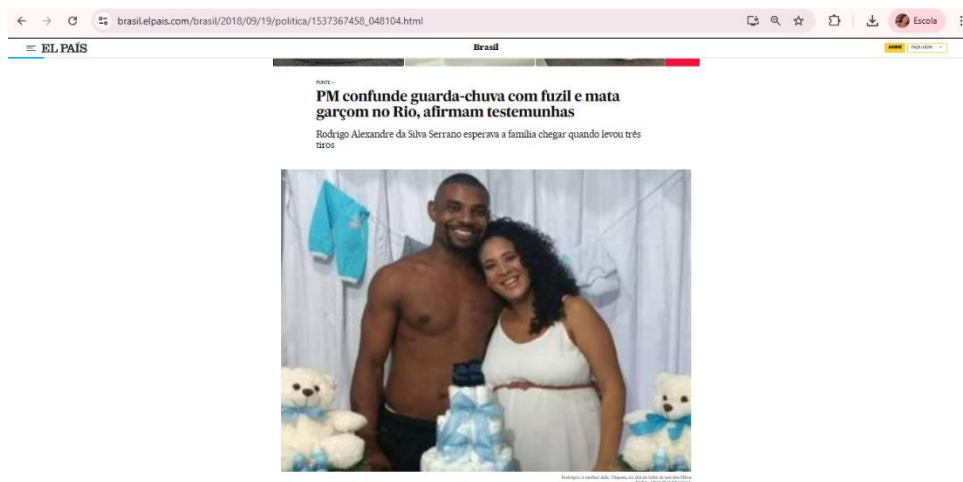 brasil.elpais.com/brasil/2018/09/19/politica/1537367458_048104.html
Escola
EL PAÍS
Brasil
PM confunde guarda-chuva com fuzil e mata
garçom no Rio, afirmam testemunhas
Rodrigo Alexandre da Silva Serrano esperava a família chegar quando levou três
tiros